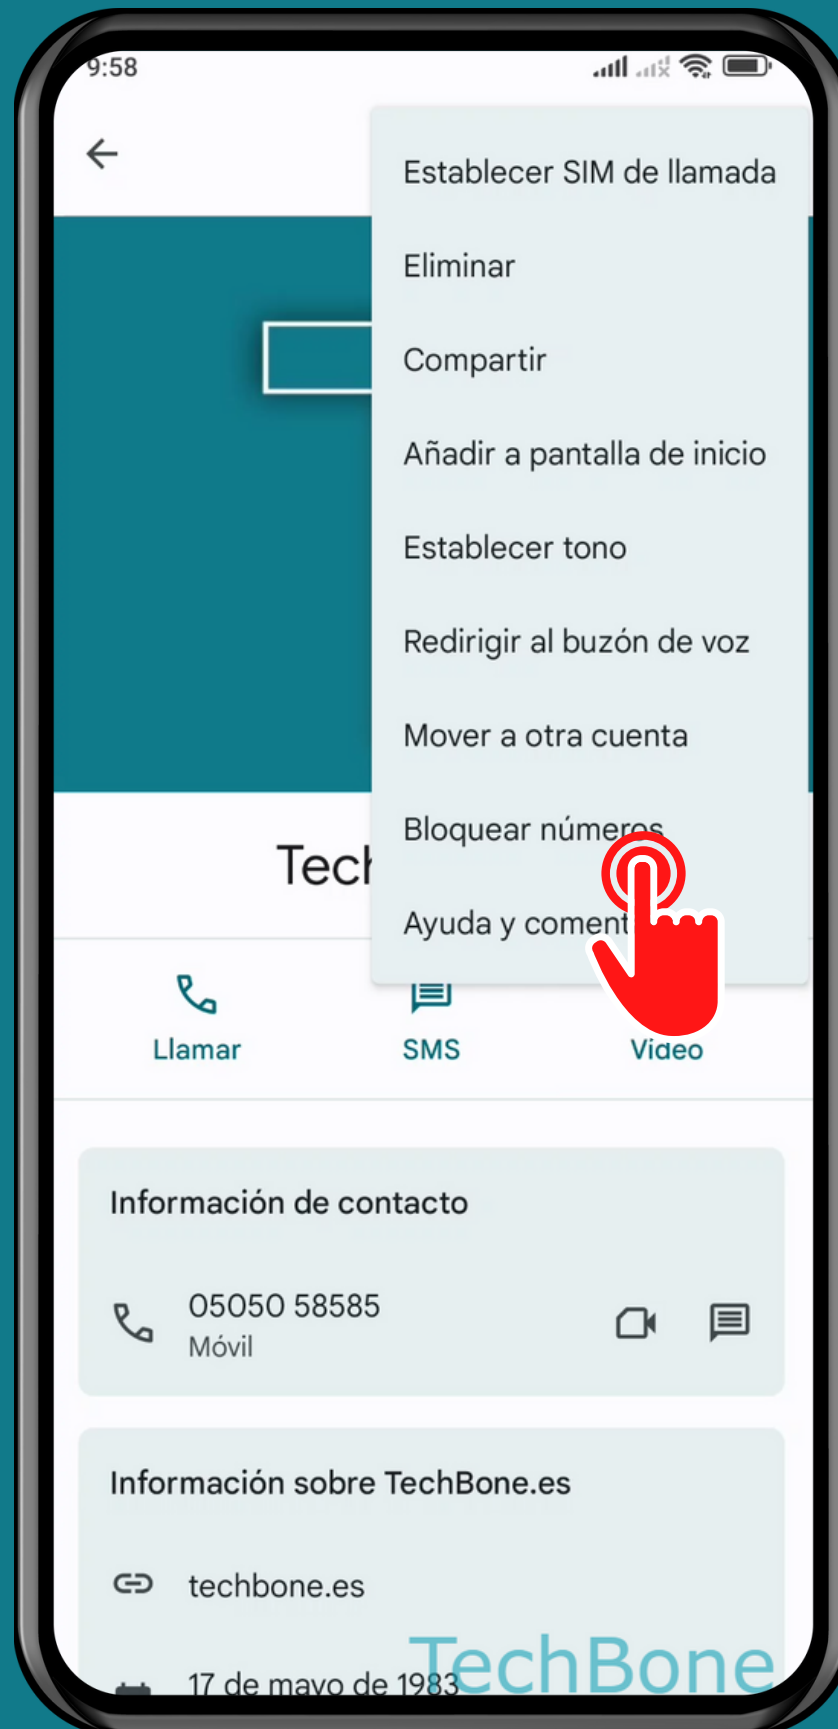 9:58
Establecer SIM de llamada
Eliminar
Compartir
Añadir a pantalla de inicio
Establecer tono
Redirigir al buzón de voz
Mover a otra cuenta
Bloquear números
Ayuda y
Llamar
SMS
Video
Información de contacto
05050 58585
Móvil
Información sobre TechBone.es
techbone.es
17 de mayo de 1983
TechBone